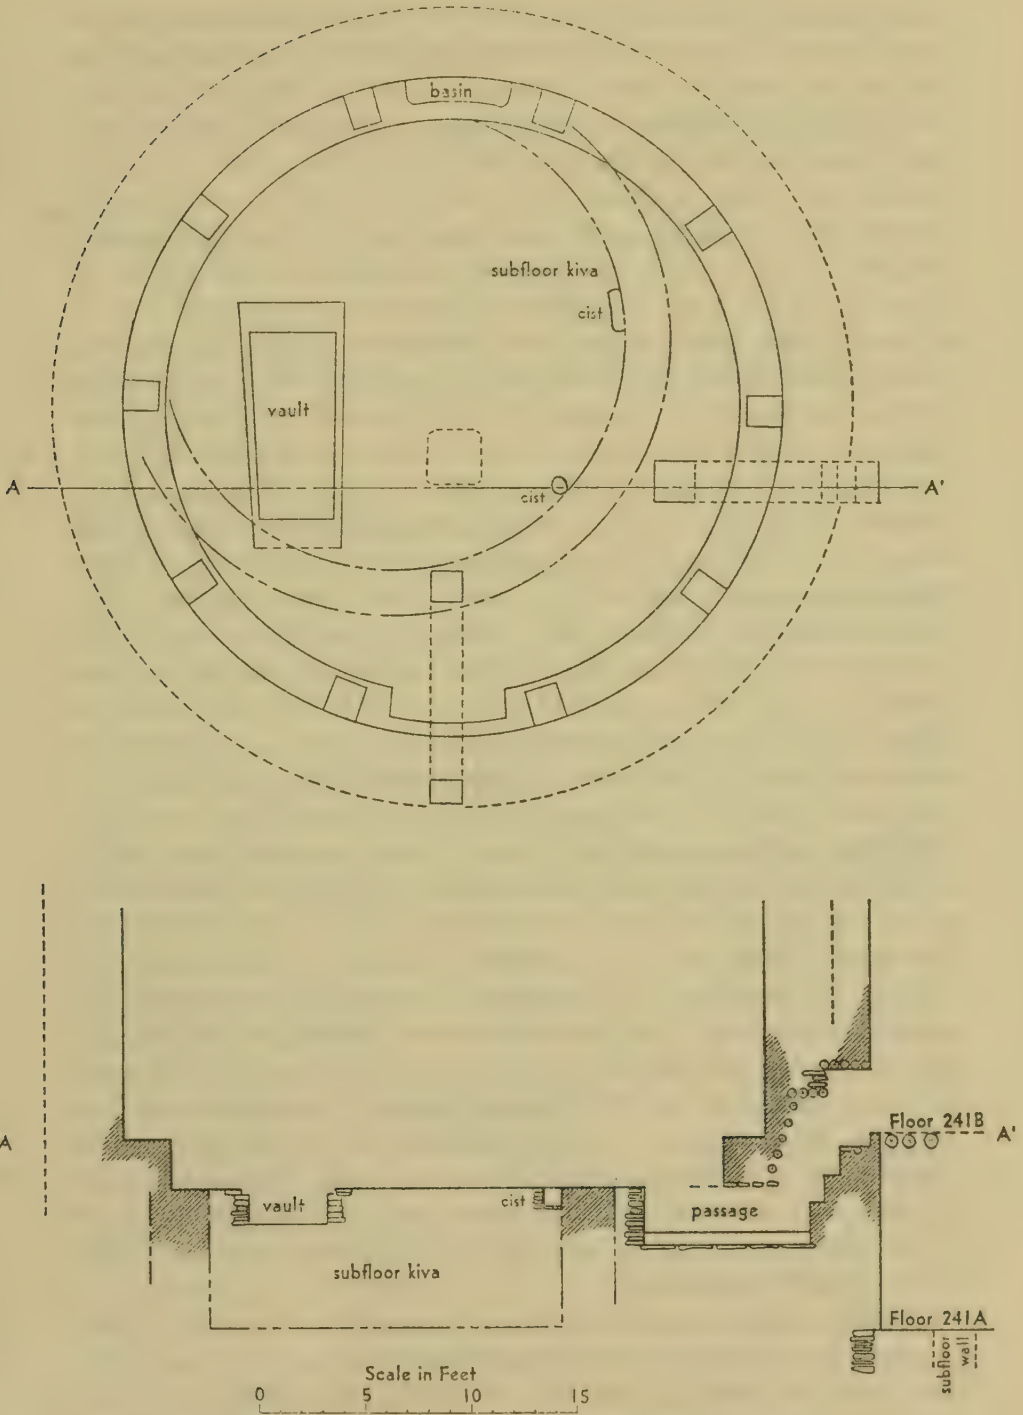 basin
subfloor kiva
cist
vault
A
cist
A'
Floor 241B
A
A'
vault
cist
passage
subfloor kiva
Floor 241A
subfloor
wall
Scale in Feet
0 5 10 15